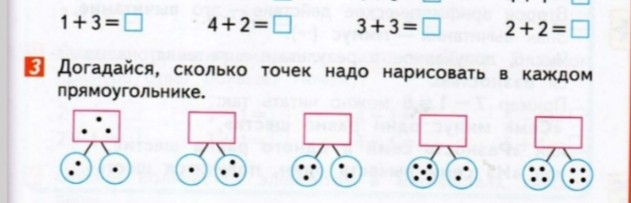 1+3=
4+2=
3+3=
2+2=
3 Догадайся, сколько точек надо нарисовать в каждом
прямоугольнике.